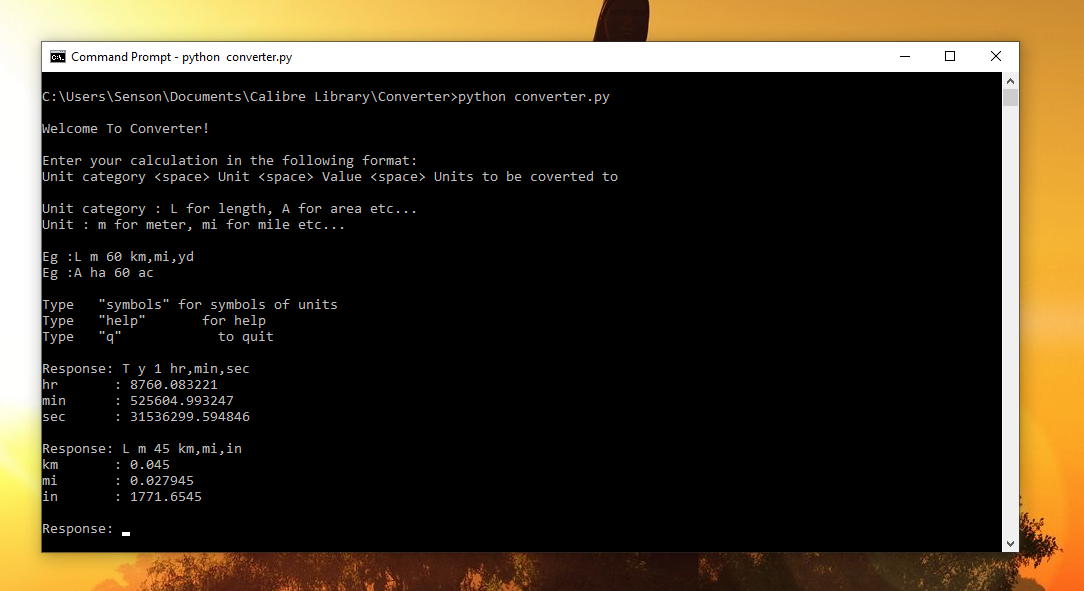 Command Prompt - python  converter.py
C:\Users\Senson\Documents\Calibre Library\Converter>python converter.py
Welcome To Converter!
Enter your calculation in the following format:
Unit category <space> Unit <space> Value <space> Units to be coverted to
Unit category : L for length, A for area etc...
Unit : m for meter, mi for mile etc...
Eg :L m 60 km,mi,yd
Eg :A ha 60 ac
Type   "symbols" for symbols of units
Type   "help"       for help
Type   "q"            to quit
Response: T y 1 hr,min,sec
hr       : 8760.083221
min      : 525604.993247
sec      : 31536299.594846
Response: L m 45 km,mi,in
km       : 0.045
mi       : 0.027945
in       : 1771.6545
Response: